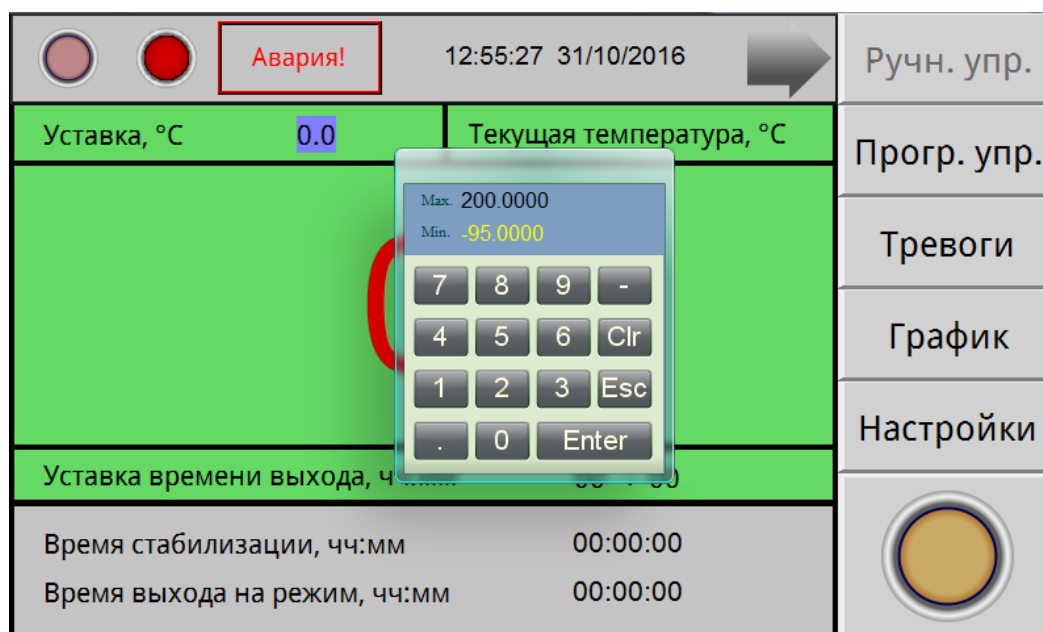 Авария!
12:55:27 31/10/2016
Ручн. упр.
Уставка, °C
0.0
Текущая температура, °C
Прогр. упр.
Max. 200.0000
Min. -95.0000
Тревоги
7 8 9 -
4 5 6 Clr
График
1 2 3 Esc
. 0 Enter
Настройки
Уставка времени выхода,
Время стабилизации, чч:мм
00:00:00
Время выхода на режим, чч:мм
00:00:00